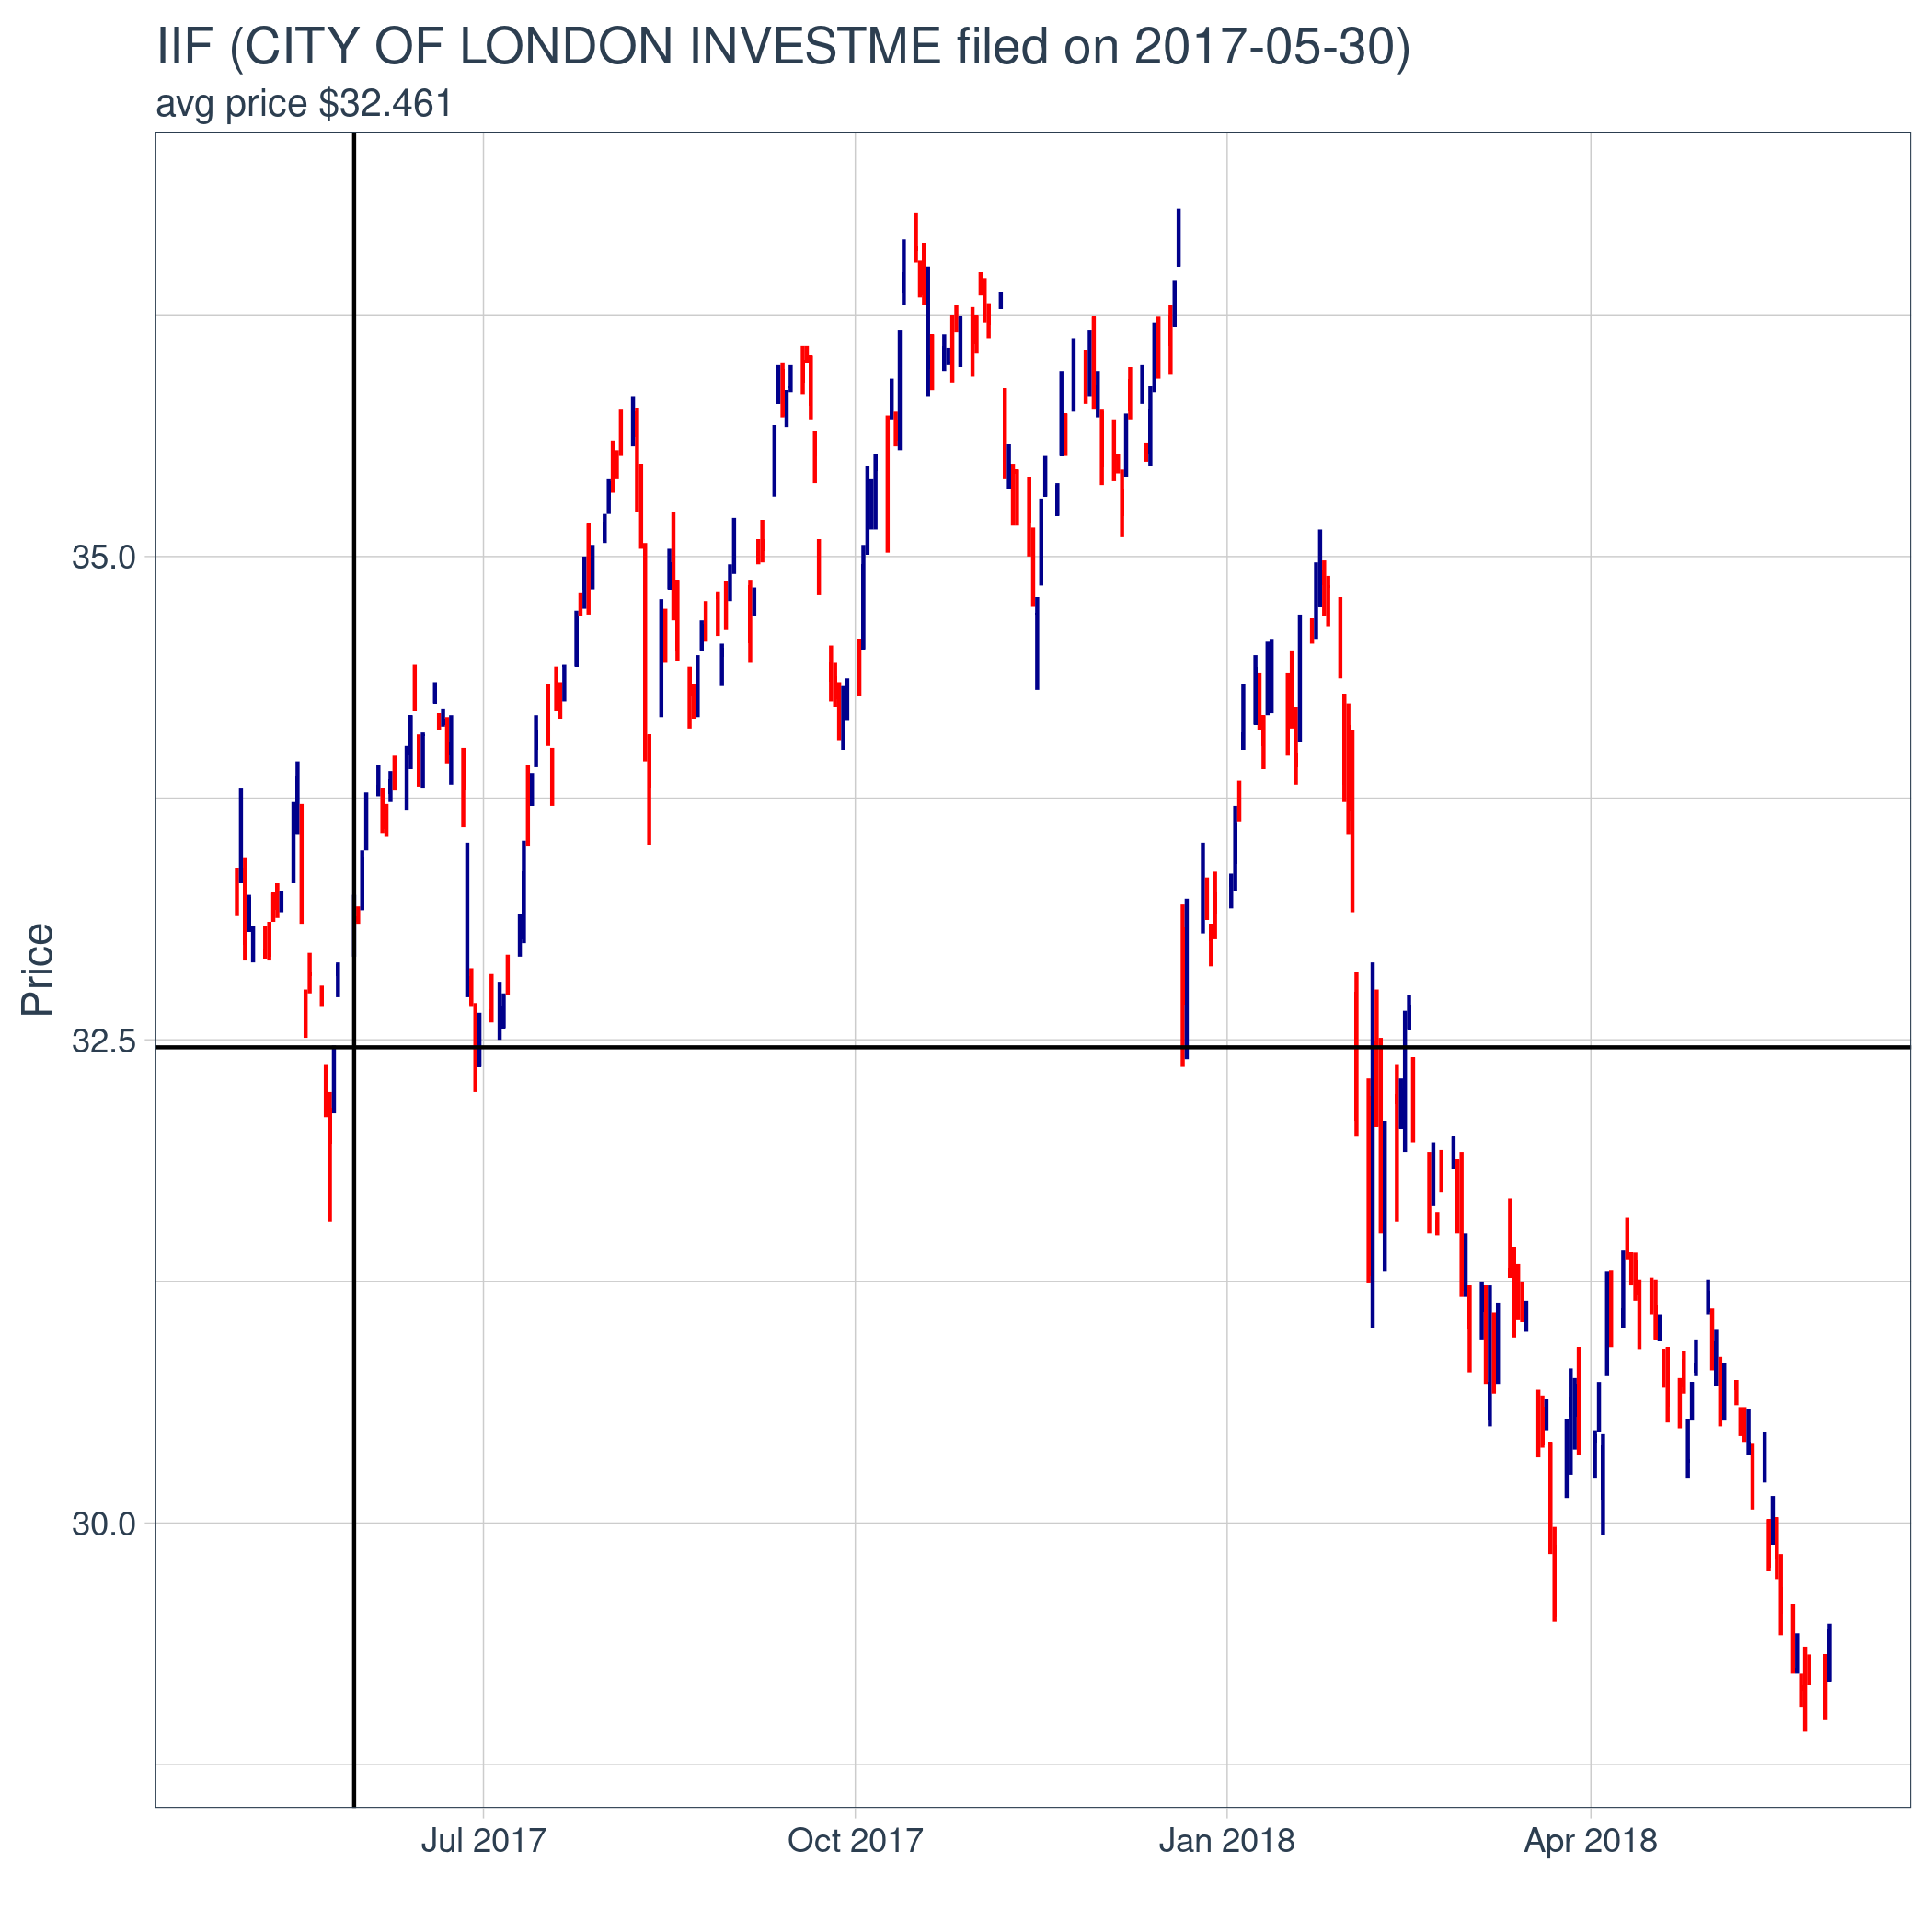 IIF (CITY OF LONDON INVESTME filed on 2017-05-30)
avg price $32.461
Price
35.0
32.5
30.0
Jul 2017
Oct 2017
Jan 2018
Apr 2018